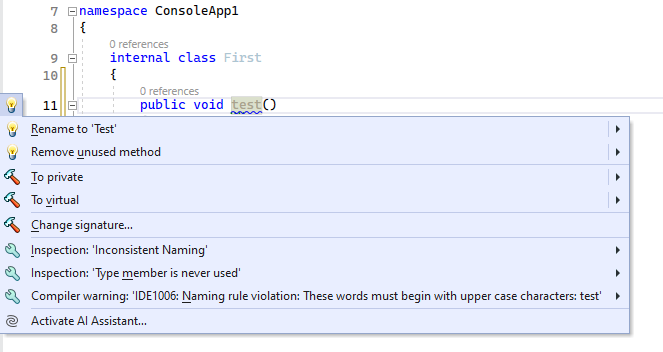 7 namespace ConsoleApp1
8 {
0 references
9 internal class First
10 {
0 references
11 public void test()
Rename to 'Test'
Remove unused method
To private
To virtual
Change signature...
Inspection: 'Inconsistent Naming'
Inspection: 'Type member is never used'
Compiler warning: 'IDE1006: Naming rule violation: These words must begin with upper case characters: test'
Activate AI Assistant...